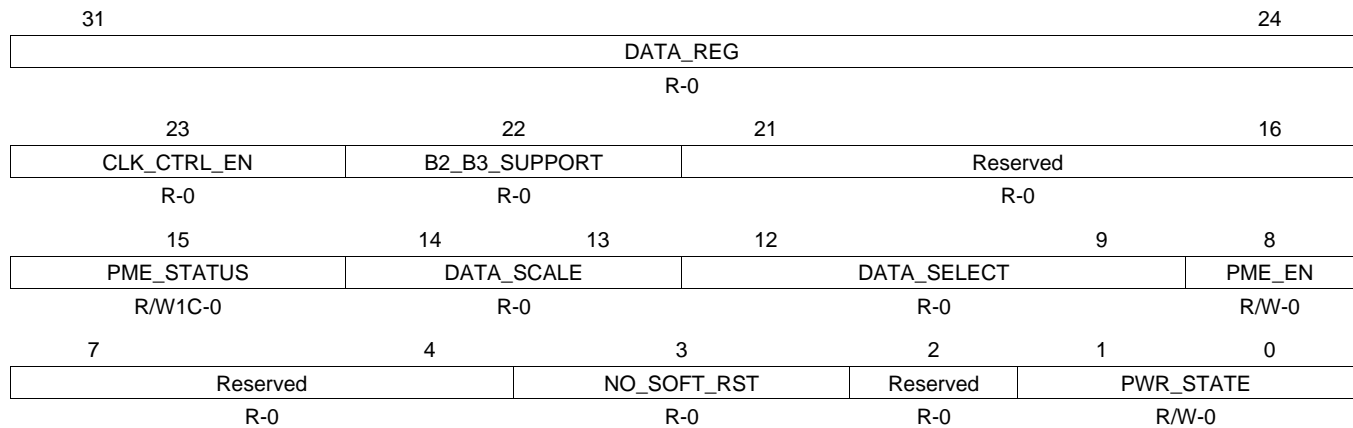 31 24
DATA_REG
R-0
23 22 21 16
CLK_CTRL_EN B2_B3_SUPPORT Reserved
R-0 R-0 R-0
15 14 13 12 9 8
PME_STATUS DATA_SCALE DATA_SELECT PME_EN
R/W1C-0 R-0 R-0 R/W-0
7 4 3 2 1 0
Reserved NO_SOFT_RST Reserved PWR_STATE
R-0 R-0 R-0 R/W-0